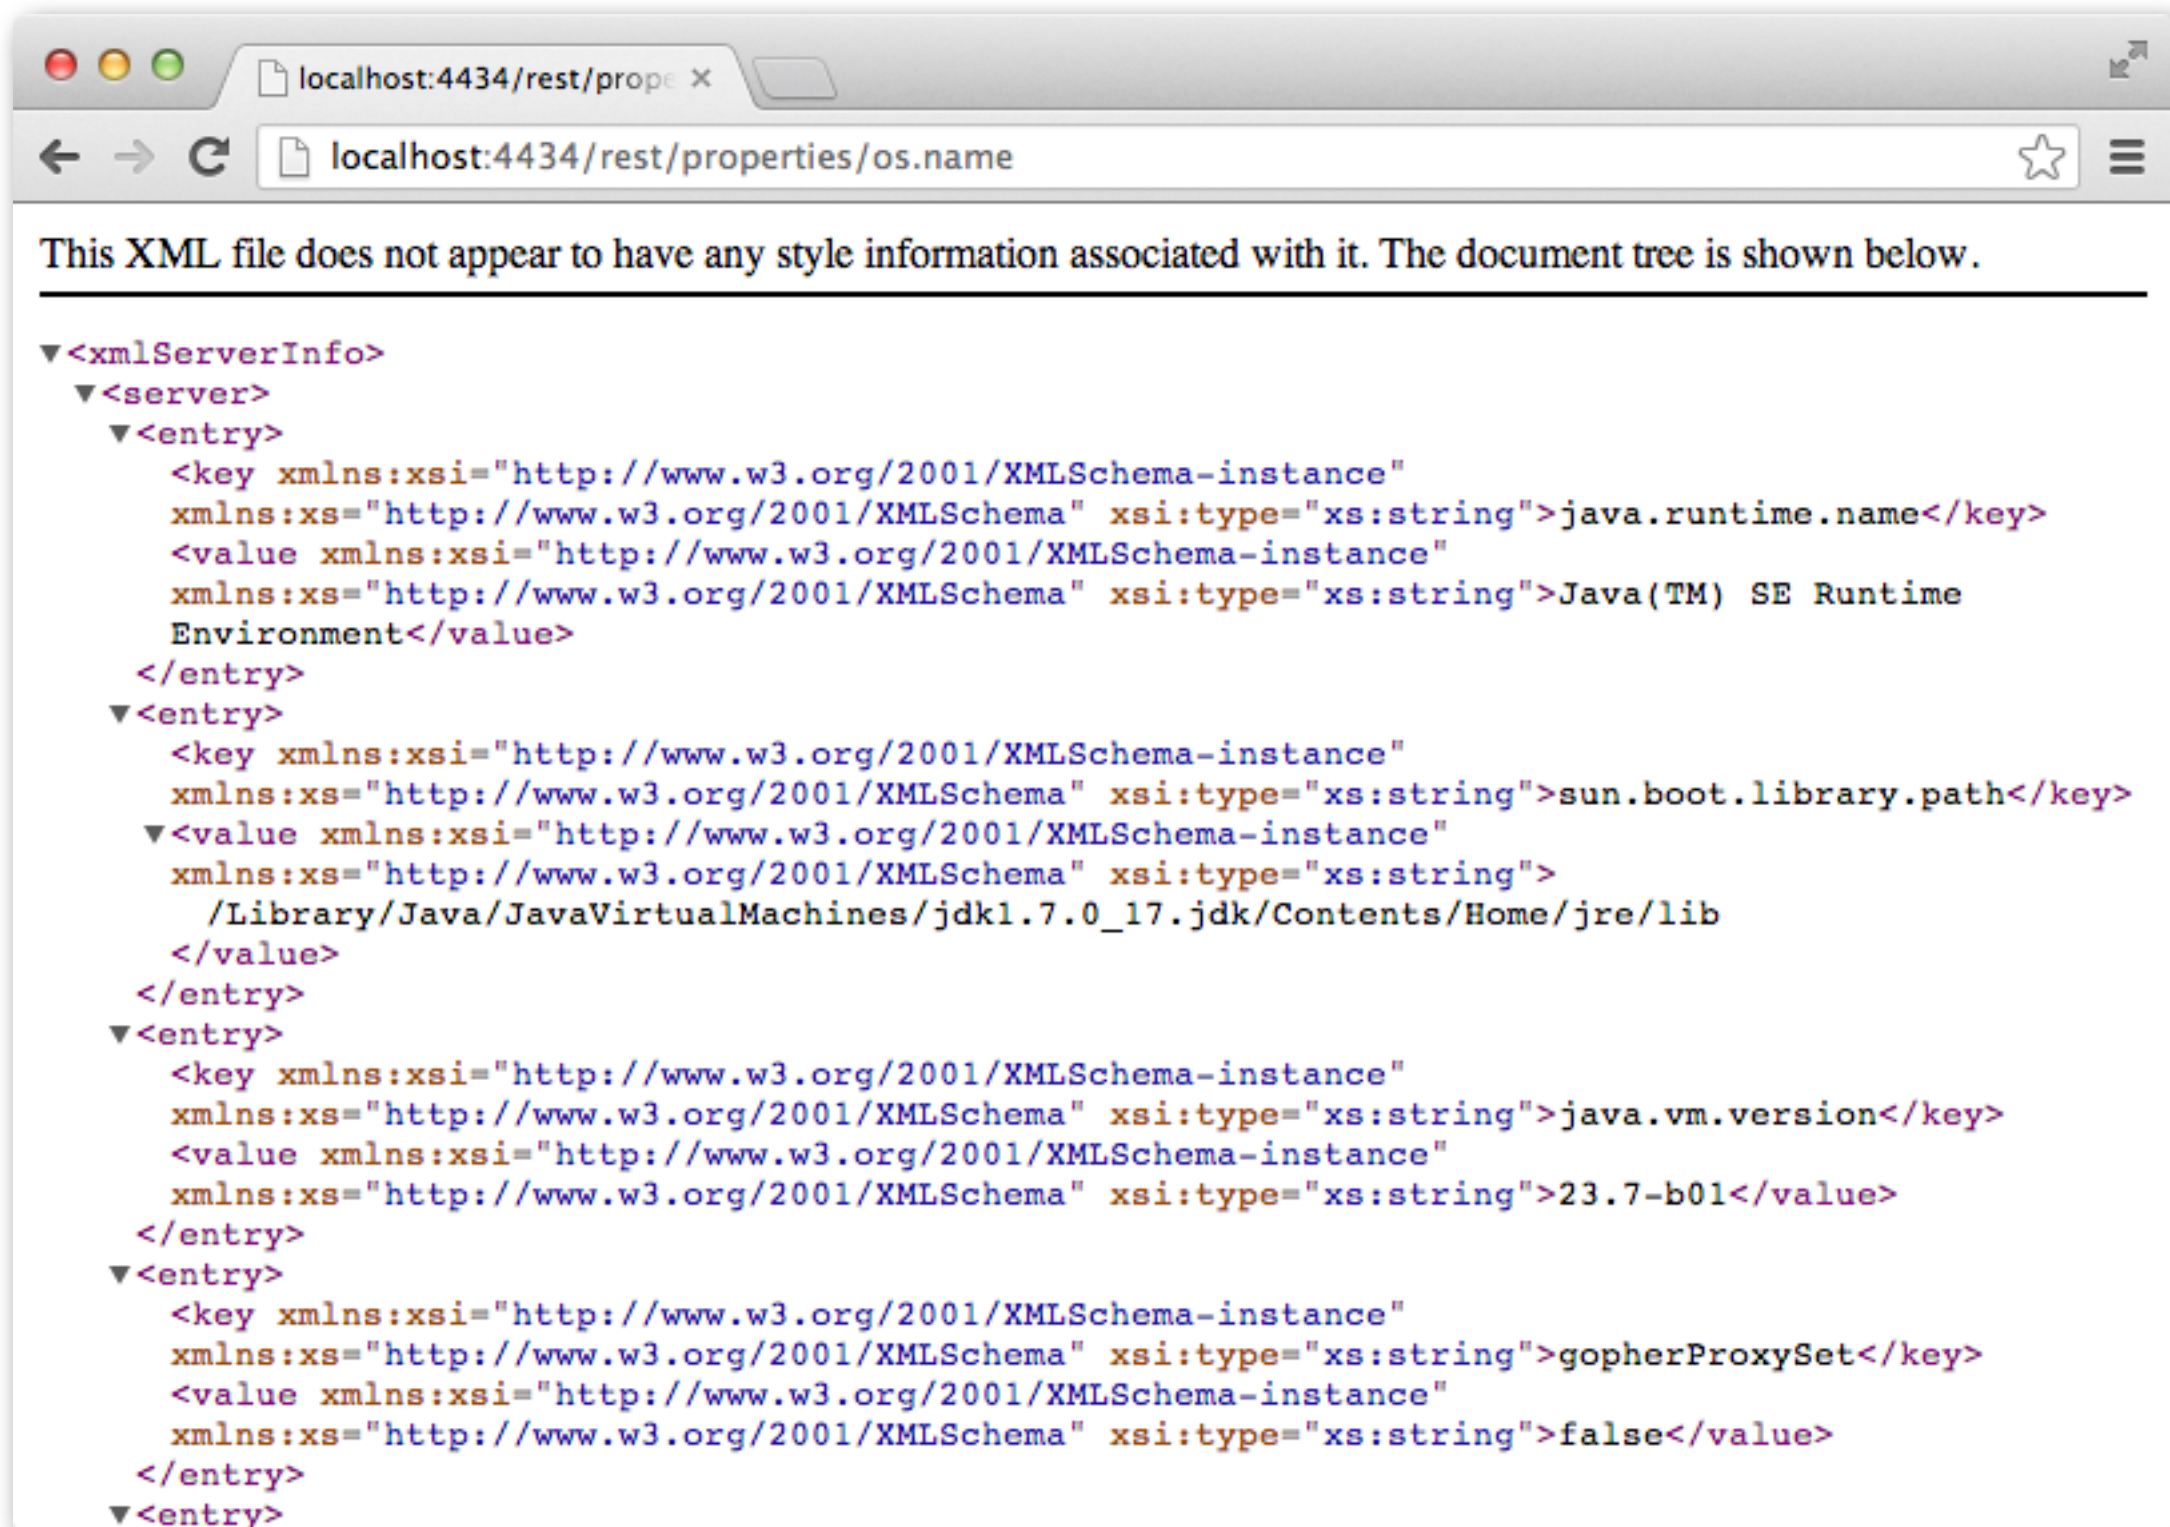 localhost:4434/rest/prope
localhost:4434/rest/properties/os.name
This XML file does not appear to have any style information associated with it. The document tree is shown below.
<xmlServerInfo>
<server>
<entry>
<key xmlns:xsi="http://www.w3.org/2001/XMLSchema-instance"
xmlns:xs="http://www.w3.org/2001/XMLSchema" xsi:type="xs:string">java.runtime.name</key>
<value xmlns:xsi="http://www.w3.org/2001/XMLSchema-instance"
xmlns:xs="http://www.w3.org/2001/XMLSchema" xsi:type="xs:string">Java(TM) SE Runtime
Environment</value>
</entry>
<entry>
<key xmlns:xsi="http://www.w3.org/2001/XMLSchema-instance"
xmlns:xs="http://www.w3.org/2001/XMLSchema" xsi:type="xs:string">sun.boot.library.path</key>
<value xmlns:xsi="http://www.w3.org/2001/XMLSchema-instance"
xmlns:xs="http://www.w3.org/2001/XMLSchema" xsi:type="xs:string">
/Library/Java/JavaVirtualMachines/jdk1.7.0_17.jdk/Contents/Home/jre/lib
</value>
</entry>
<entry>
<key xmlns:xsi="http://www.w3.org/2001/XMLSchema-instance"
xmlns:xs="http://www.w3.org/2001/XMLSchema" xsi:type="xs:string">java.vm.version</key>
<value xmlns:xsi="http://www.w3.org/2001/XMLSchema-instance"
xmlns:xs="http://www.w3.org/2001/XMLSchema" xsi:type="xs:string">23.7-b01</value>
</entry>
<entry>
<key xmlns:xsi="http://www.w3.org/2001/XMLSchema-instance"
xmlns:xs="http://www.w3.org/2001/XMLSchema" xsi:type="xs:string">gopherProxySet</key>
<value xmlns:xsi="http://www.w3.org/2001/XMLSchema-instance"
xmlns:xs="http://www.w3.org/2001/XMLSchema" xsi:type="xs:string">false</value>
</entry>
<entry>